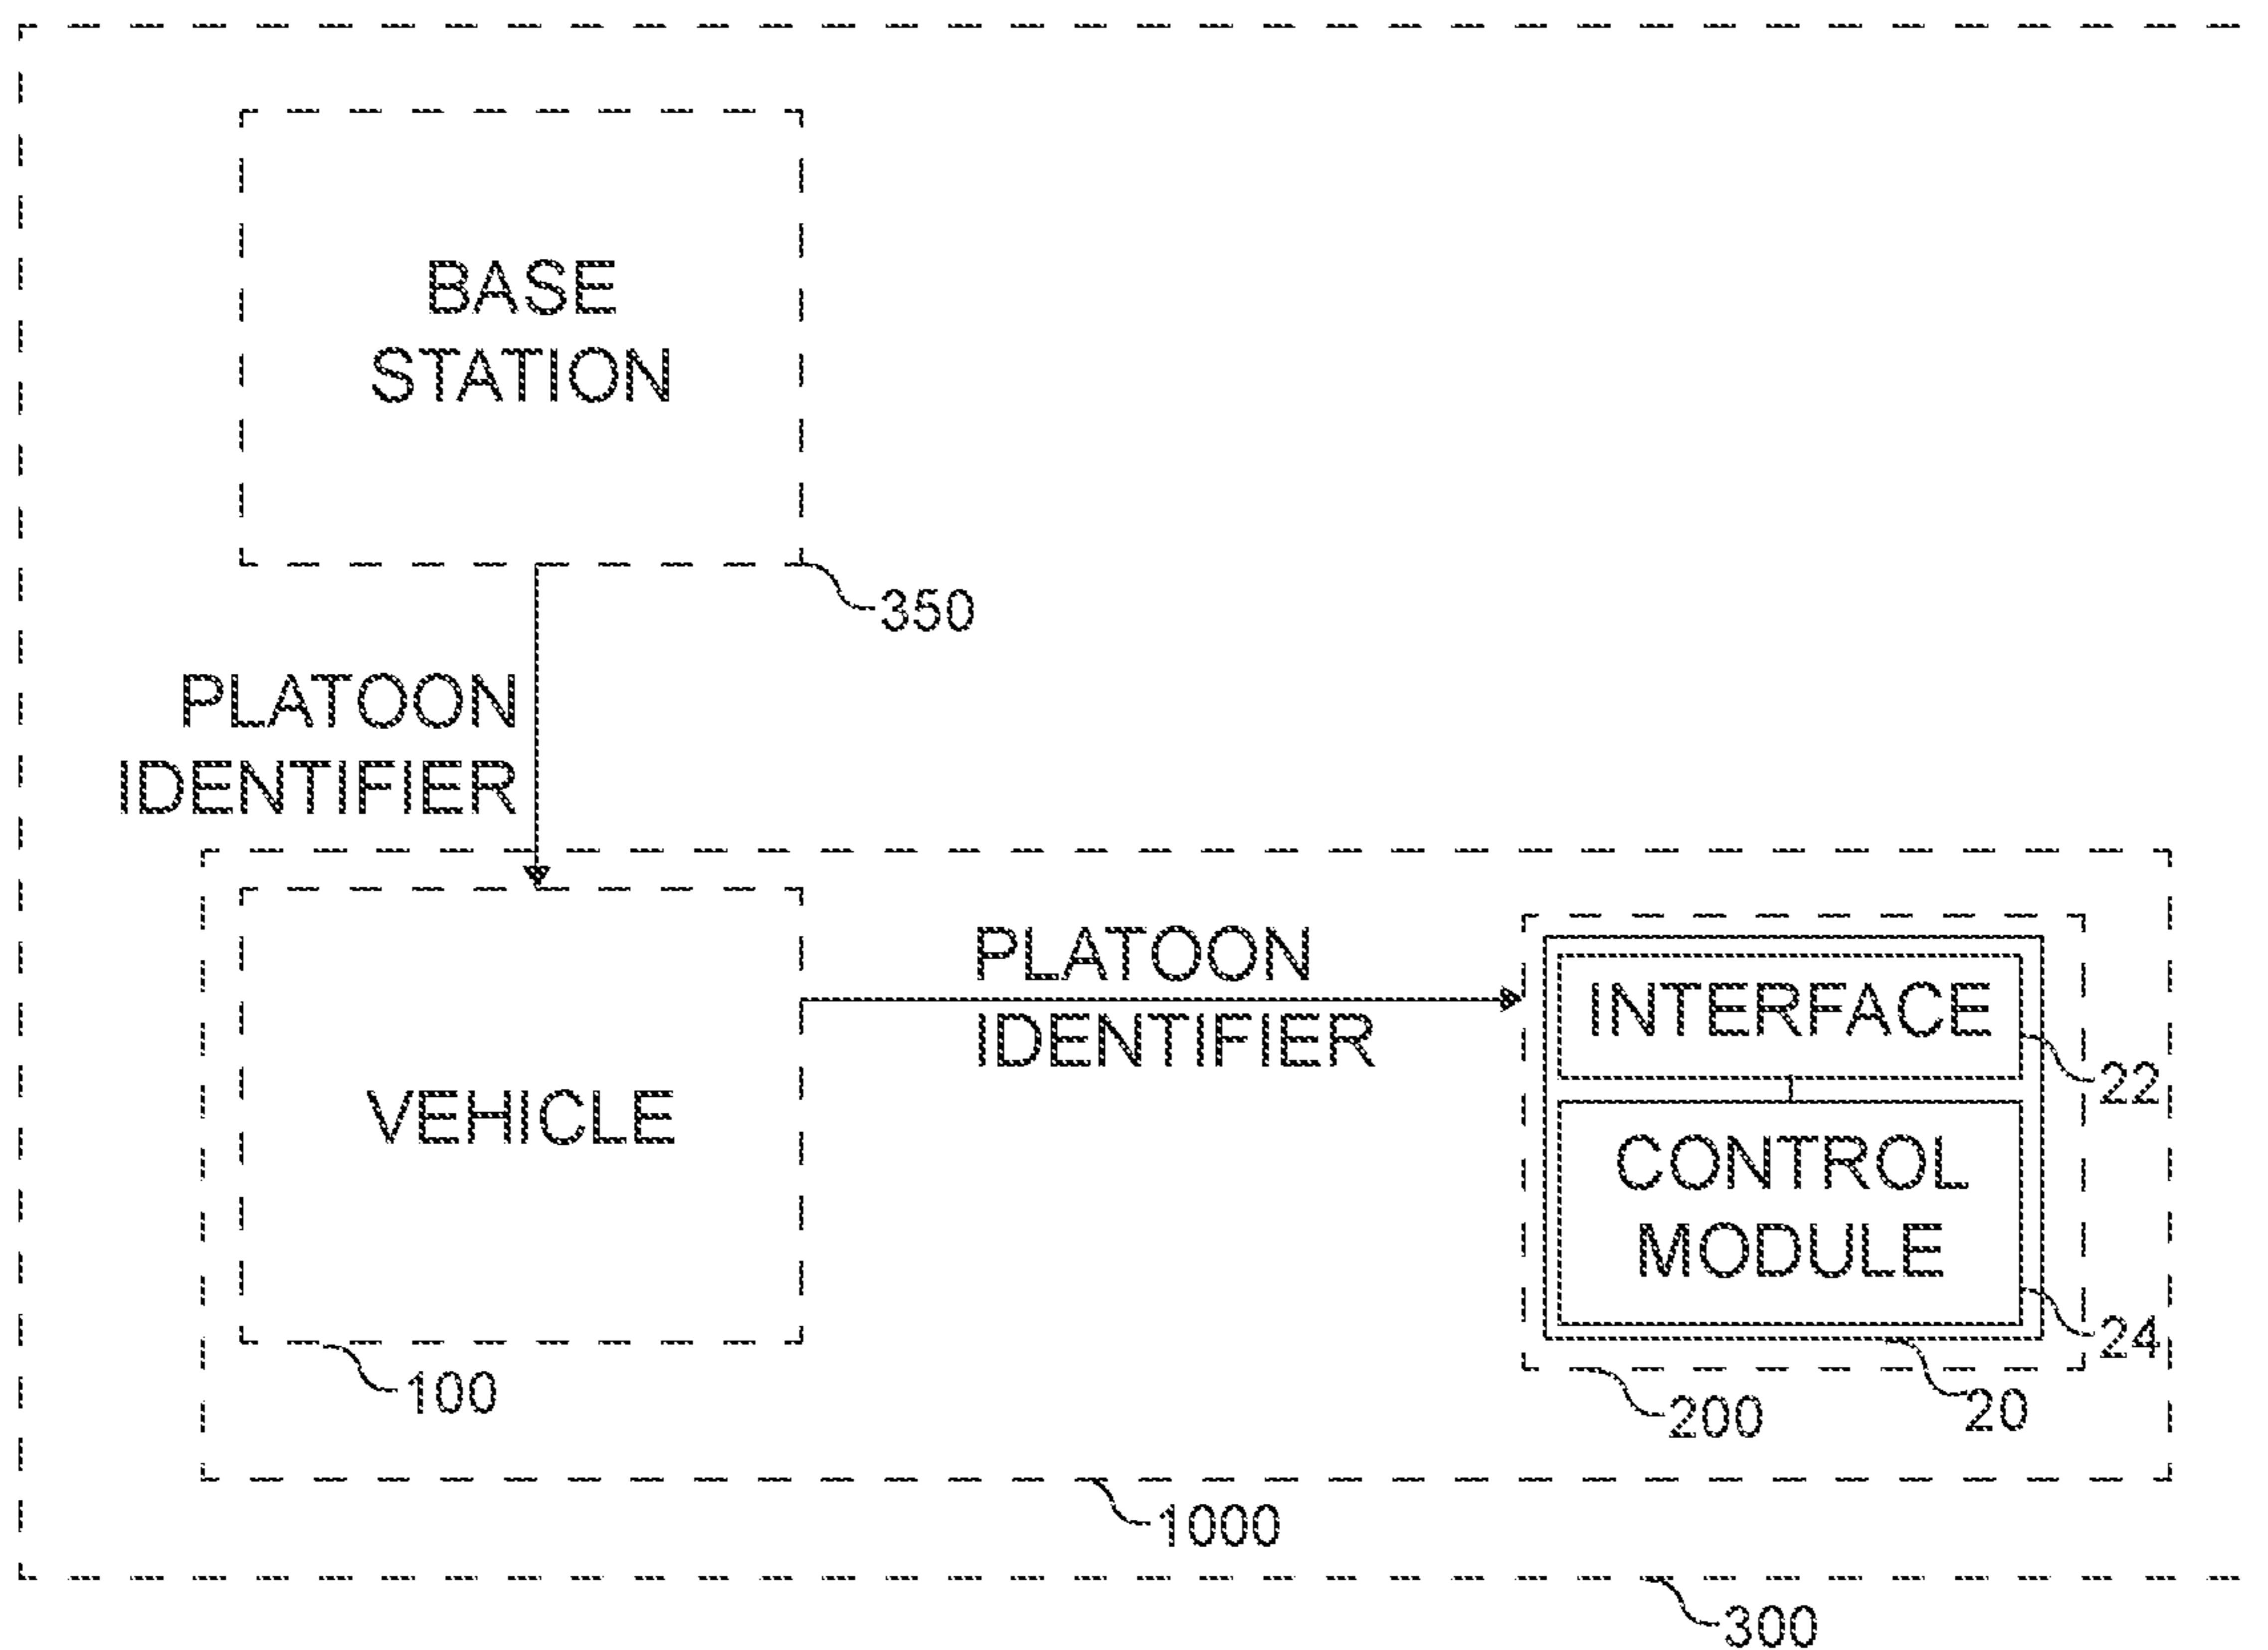 BASE
STATION
350
PLATOON
IDENTIFIER
PLATOON
IDENTIFIER
INTERFACE
22
VEHICLE
CONTROL
MODULE
24
100
200
20
1000
300